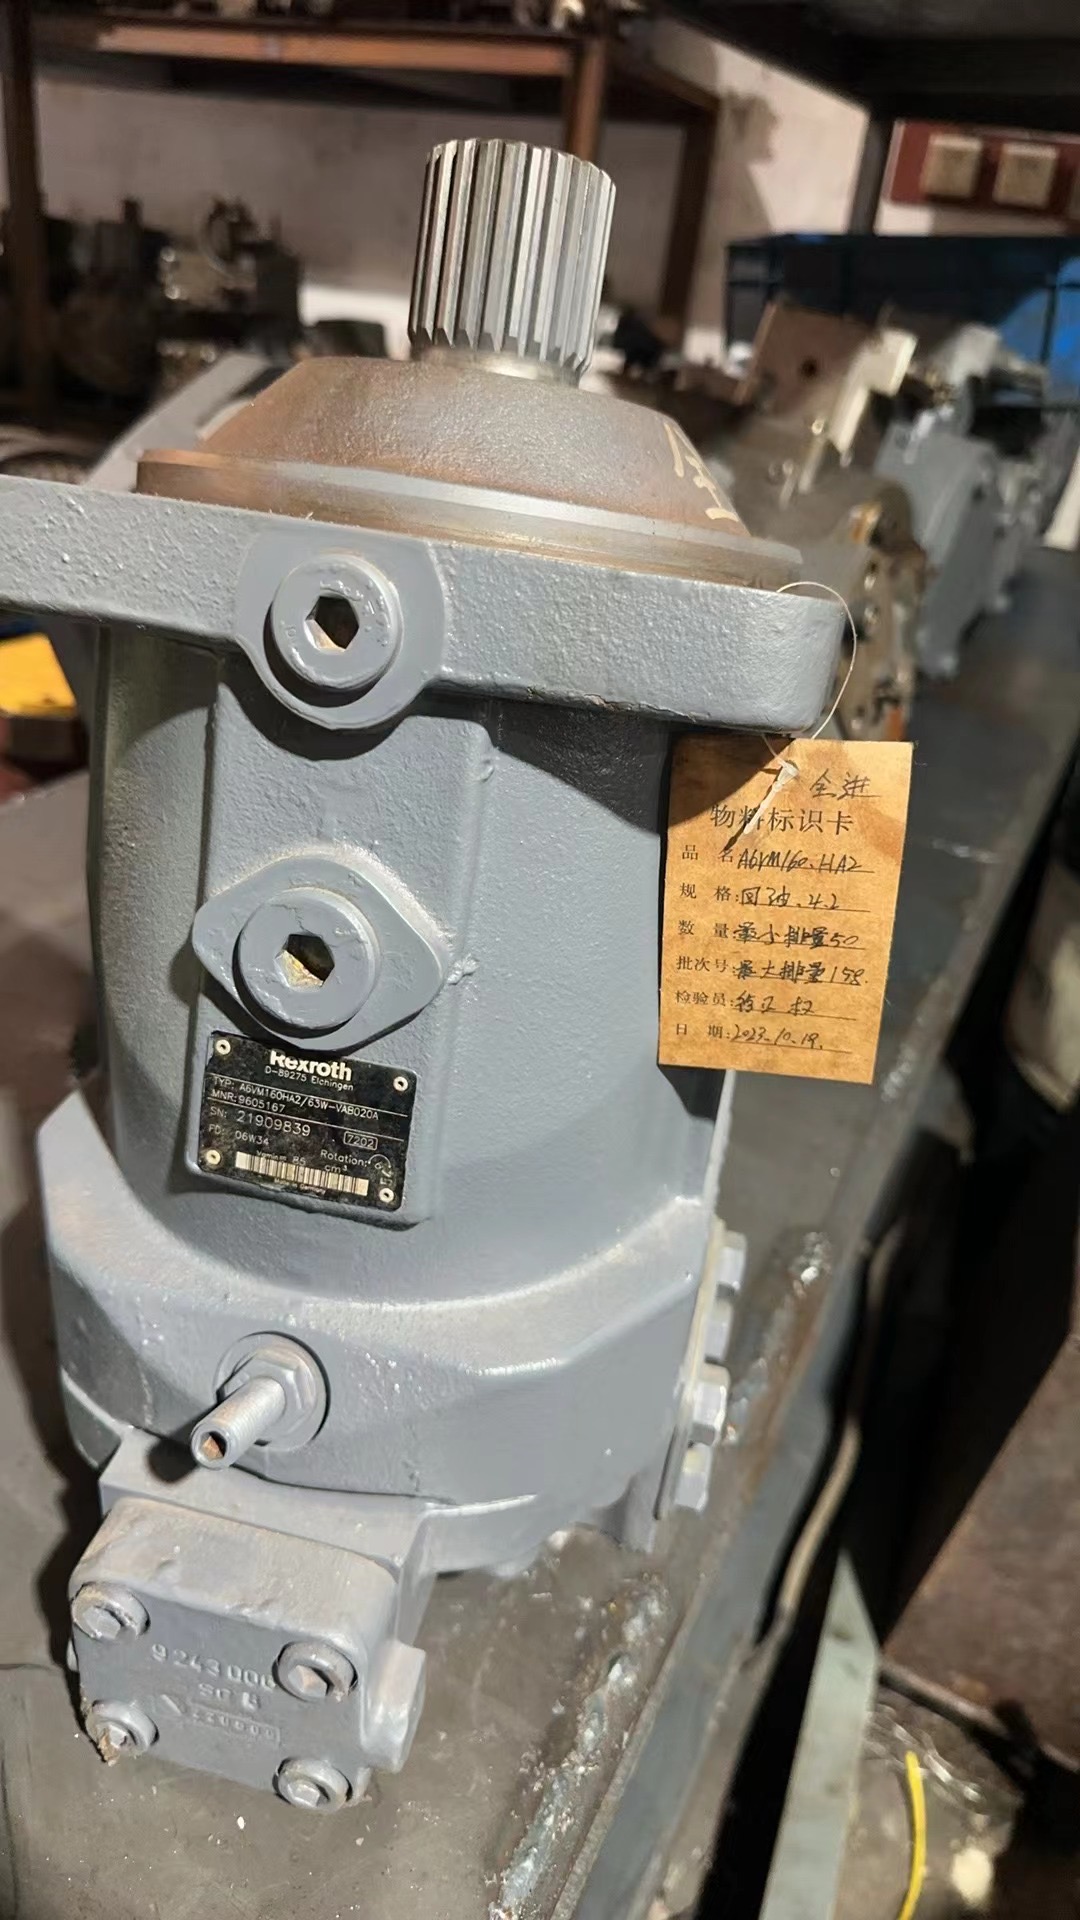 全进
物料标识卡
品 名 A6VM160.HA2
规 格:回油.4.2
数 量:最小排量50
批次号:最大排量158.
检验员:
日 期:2023.10.19.
Rexroth
D-89275 Elchingen
TYP: A6VM160HA2/63W-VAB020A
MNR: 9605167
SN: 21909839
7202
FD: 06W34
Rotation:
cm³
9243000